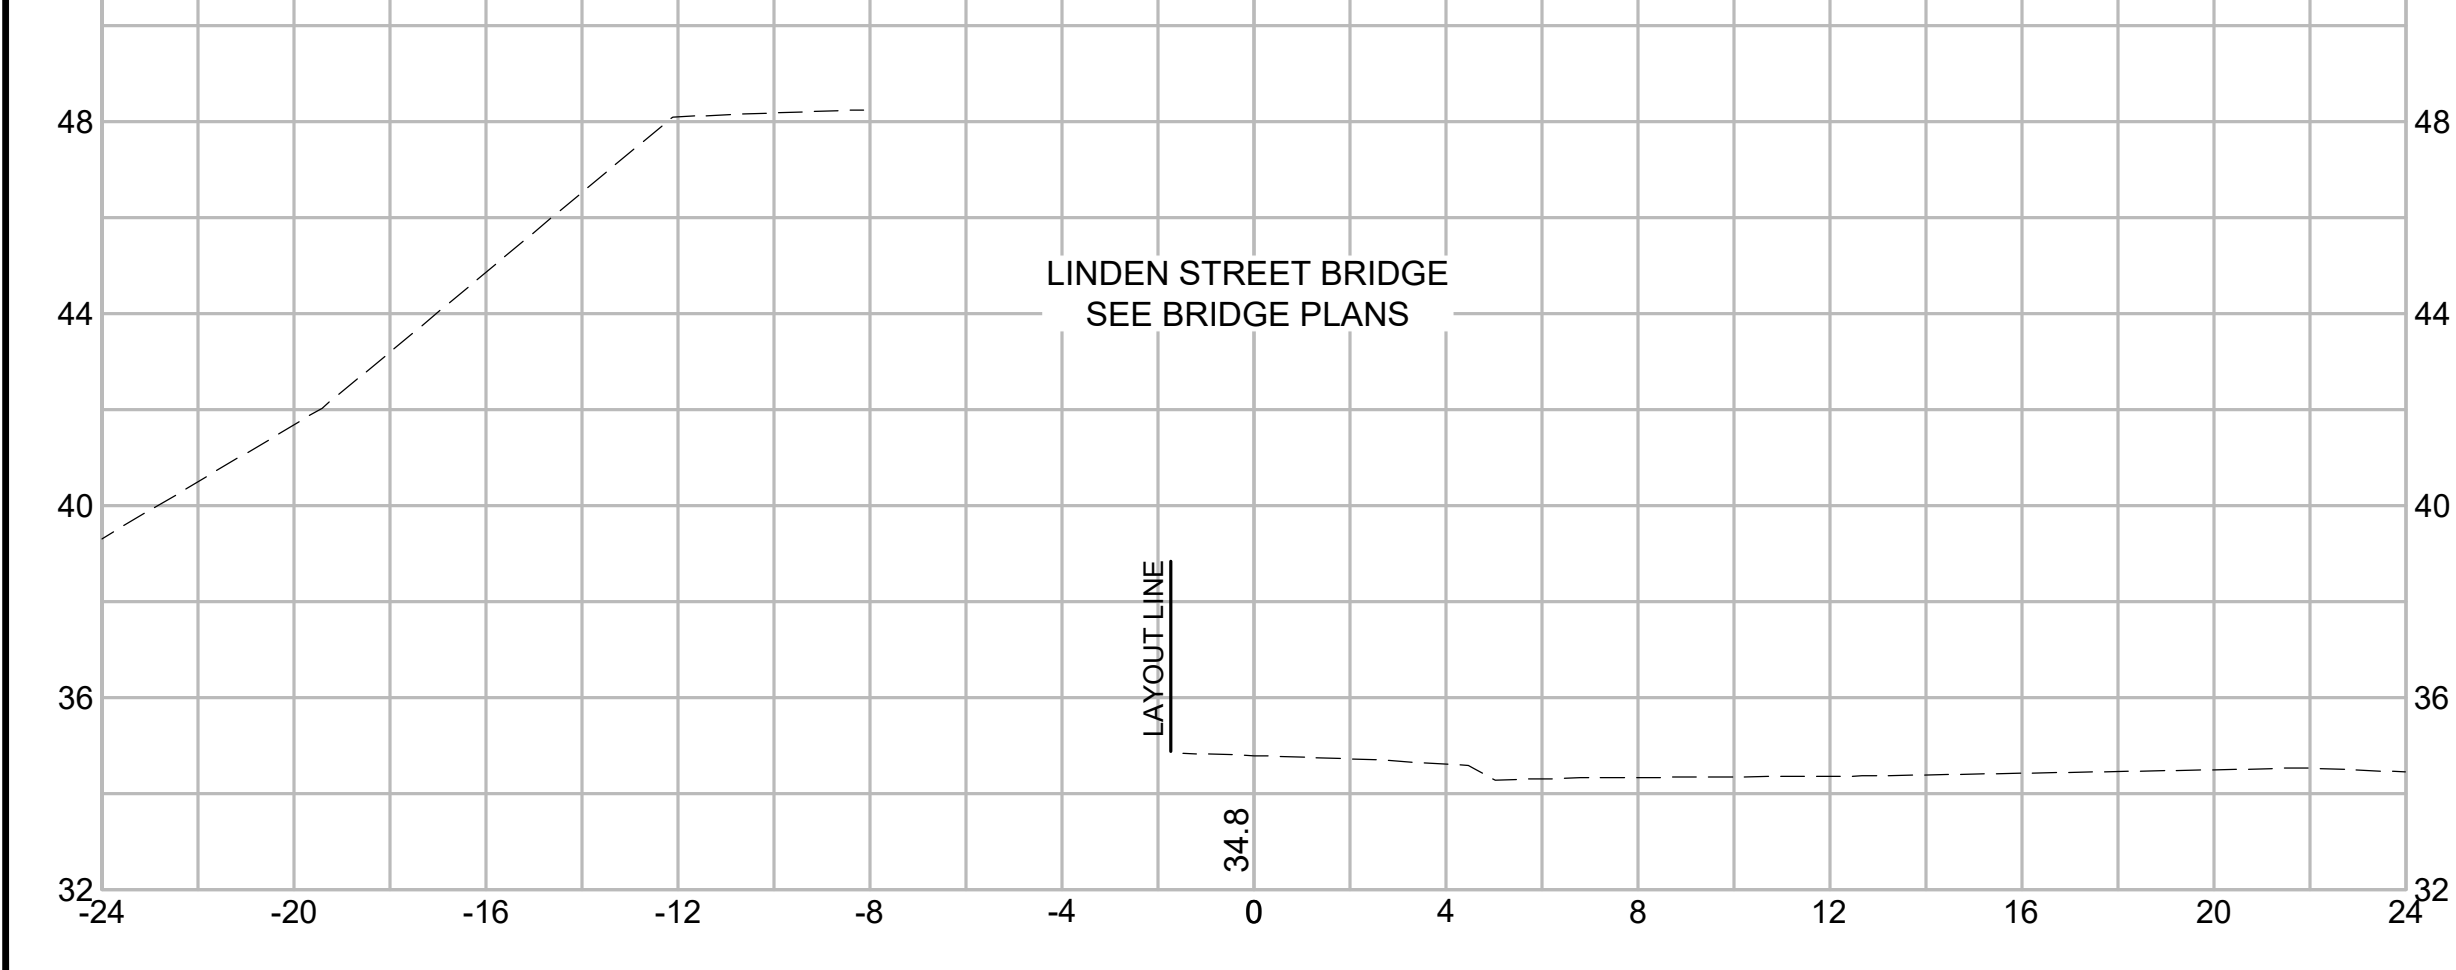 48 48
LINDEN STREET BRIDGE
44 SEE BRIDGE PLANS 44
40 40
LAYOUT LINE
36 36
34.8
32 32
-24 -20 -16 -12 -8 -4 0 4 8 12 16 20 24